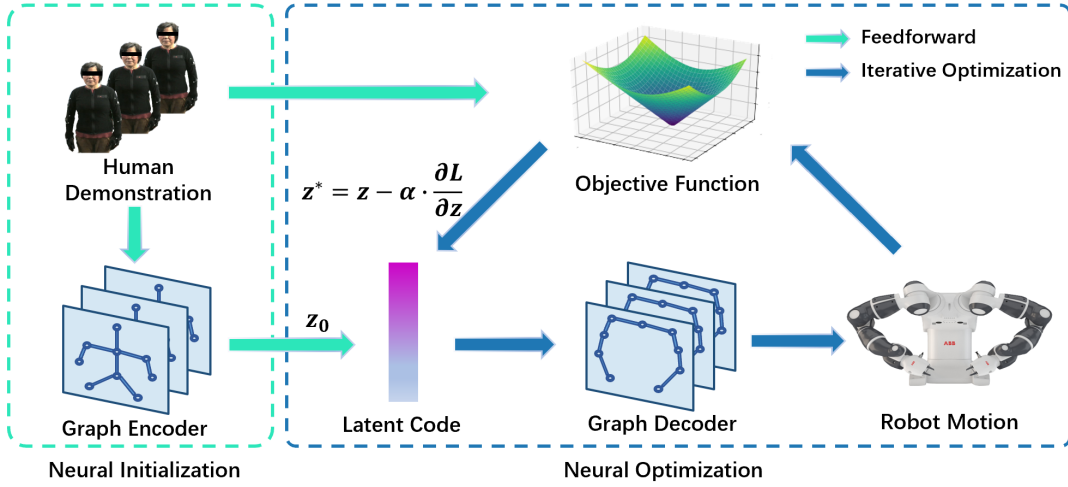 Feedforward
Iterative Optimization
Human
Demonstration
Objective Function
z* = z − α · ∂L/∂z
z₀
ABB
Graph Encoder
Latent Code
Graph Decoder
Robot Motion
Neural Initialization
Neural Optimization